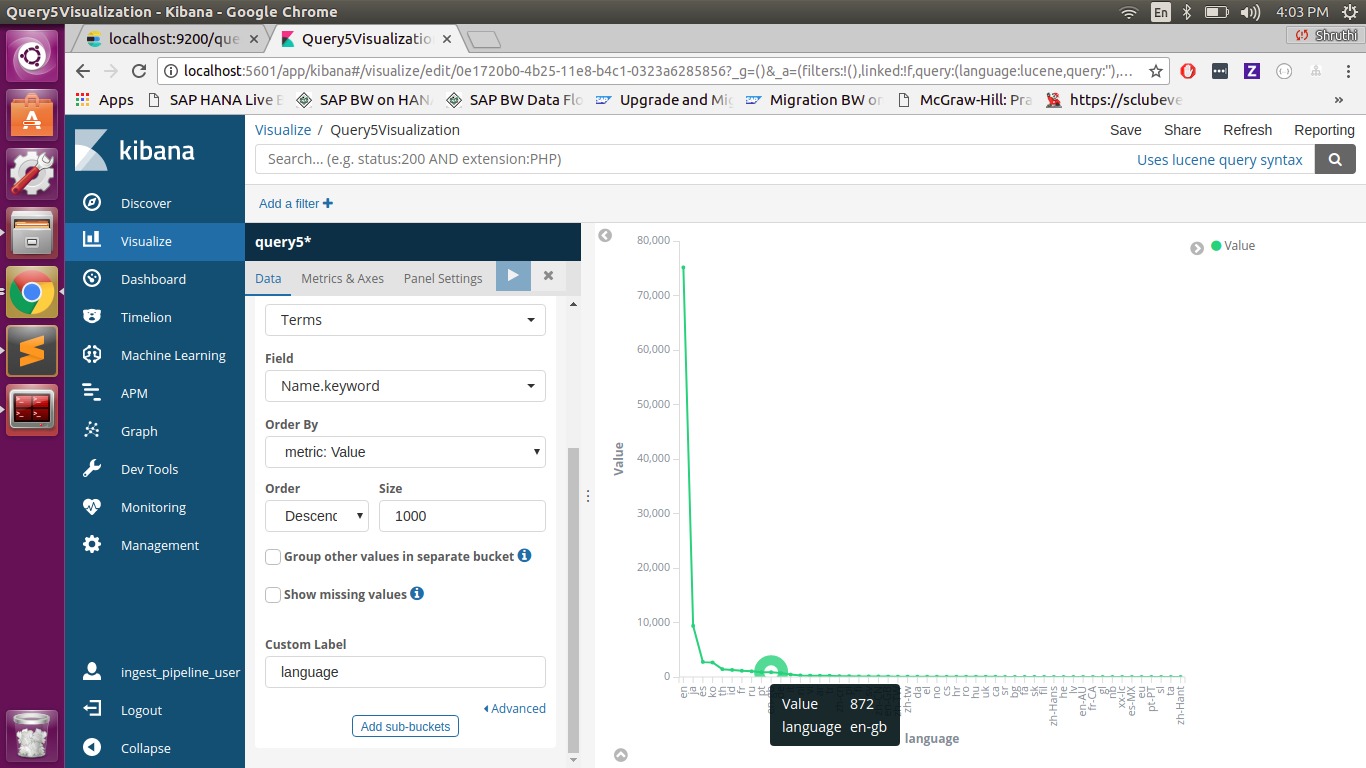 Query5Visualization - Kibana - Google Chrome
En
4:03 PM
localhost:9200/que
Query5Visualizatio
Shruthi
localhost:5601/app/kibana#/visualize/edit/0e1720b0-4b25-11e8-b4c1-0323a6285856?_g=()&_a=(filters:!(),linked:!f,query:(language:lucene,query:''),…
Apps
SAP HANA Live
SAP BW on HAN
SAP BW Data Flo
Upgrade and Mig
Migration BW or
McGraw-Hill: Pra
https://sclubeve
»
kibana
Discover
Visualize
Dashboard
Timelion
Machine Learning
APM
Graph
Dev Tools
Monitoring
Management
ingest_pipeline_user
Logout
Collapse
Visualize / Query5Visualization
Save Share Refresh Reporting
Search... (e.g. status:200 AND extension:PHP)
Uses lucene query syntax
Add a filter +
query5*
Data Metrics & Axes Panel Settings
Terms
Field
Name.keyword
Order By
metric: Value
Order Size
Descenc 1000
Group other values in separate bucket
Show missing values
Custom Label
language
Advanced
Add sub-buckets
Value
80,000
70,000
60,000
50,000
40,000
30,000
20,000
10,000
0
Value
en
ja
es
ko
th
id
fr
ru
pt
zh-tw
da
el
no
cs
hr
ro
hu
uk
ca
sr
bg
fa
sk
fil
zh-Hans
he
lv
en-AU
fr-CA
gl
nb
xx-lc
es-MX
eu
pt-PT
sl
ta
zh-Hant
Value 872
language en-gb
language